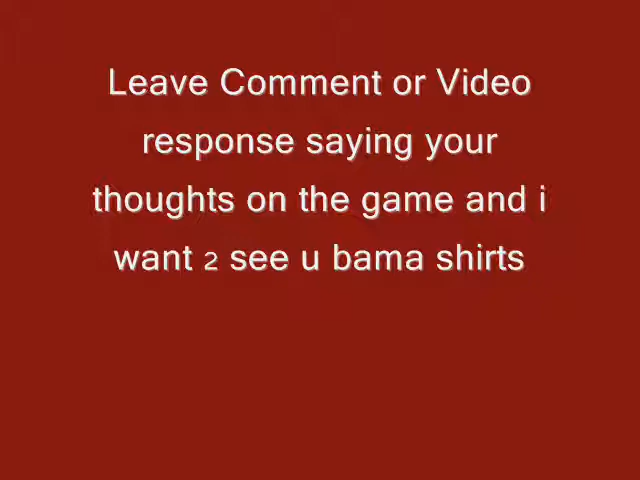 Leave Comment or Video
response saying your
thoughts on the game and i
want 2 see u bama shirts